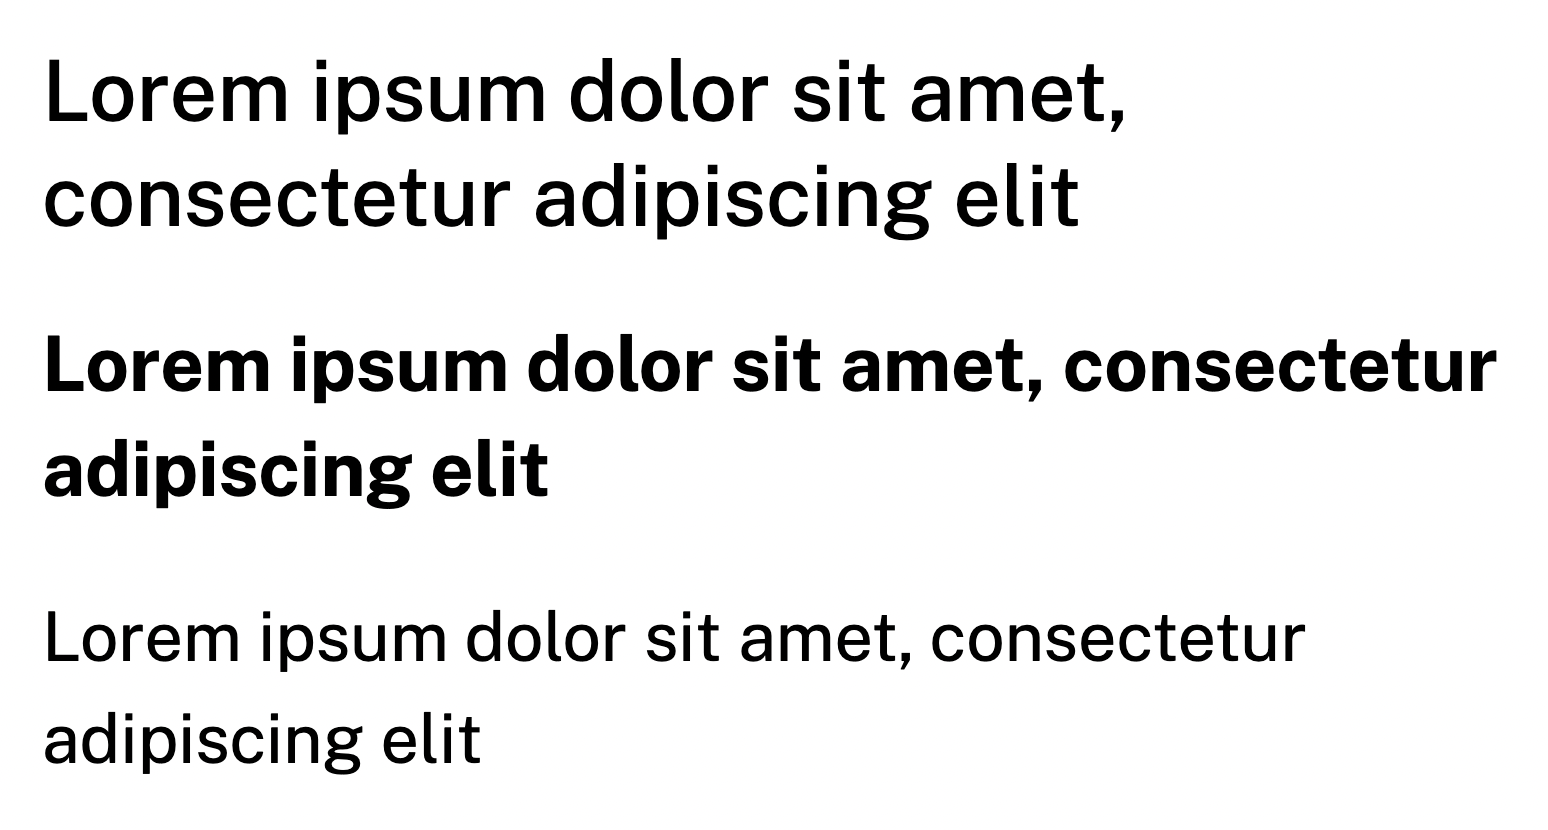 Lorem ipsum dolor sit amet,
consectetur adipiscing elit
Lorem ipsum dolor sit amet, consectetur
adipiscing elit
Lorem ipsum dolor sit amet, consectetur
adipiscing elit